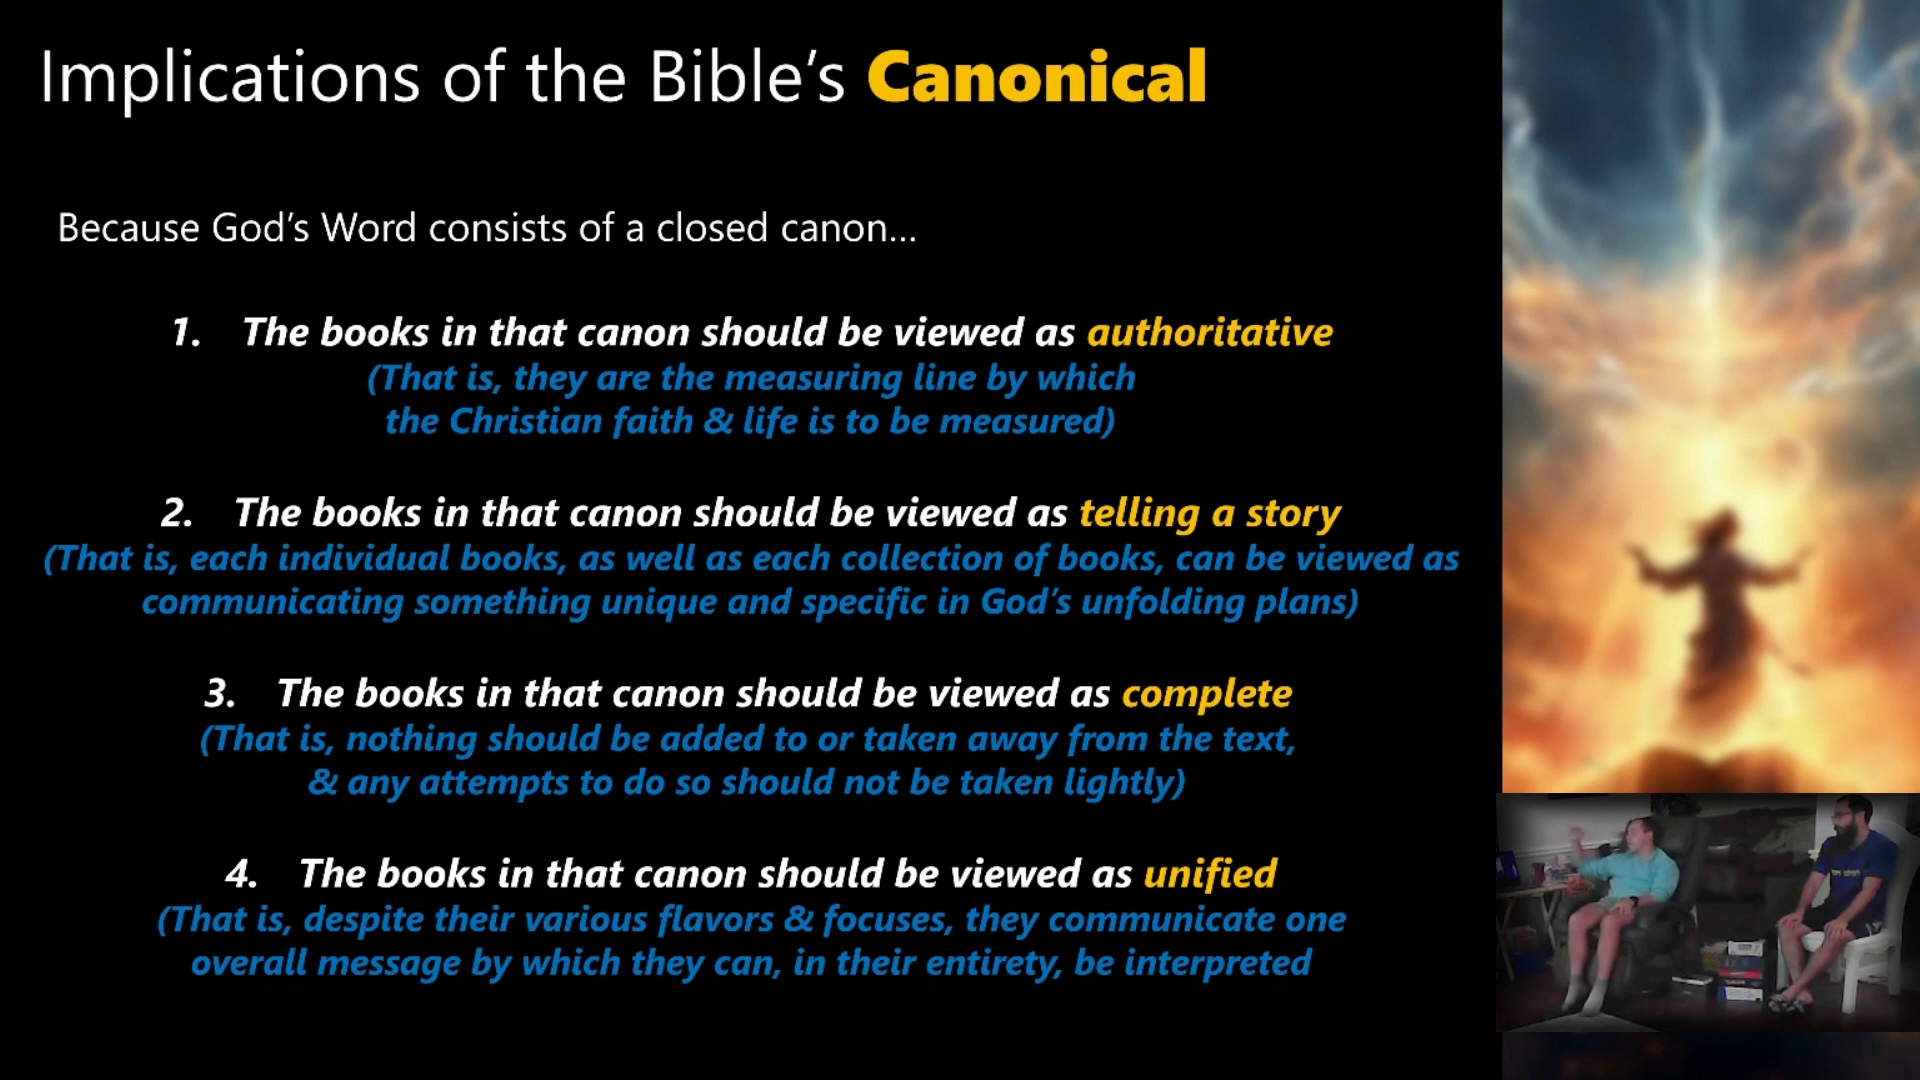 Implications of the Bible's Canonical
Because God's Word consists of a closed canon...
1. The books in that canon should be viewed as authoritative
(That is, they are the measuring line by which
the Christian faith & life is to be measured)
2. The books in that canon should be viewed as telling a story
(That is, each individual books, as well as each collection of books, can be viewed as
communicating something unique and specific in God's unfolding plans)
3. The books in that canon should be viewed as complete
(That is, nothing should be added to or taken away from the text,
& any attempts to do so should not be taken lightly)
4. The books in that canon should be viewed as unified
(That is, despite their various flavors & focuses, they communicate one
overall message by which they can, in their entirety, be interpreted